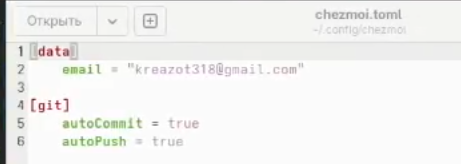 Открыть
chezmoi.toml
~/.config/chezmoi
1 [data]
2 email = "kreazot318@gmail.com"
3
4 [git]
5 autoCommit = true
6 autoPush = true